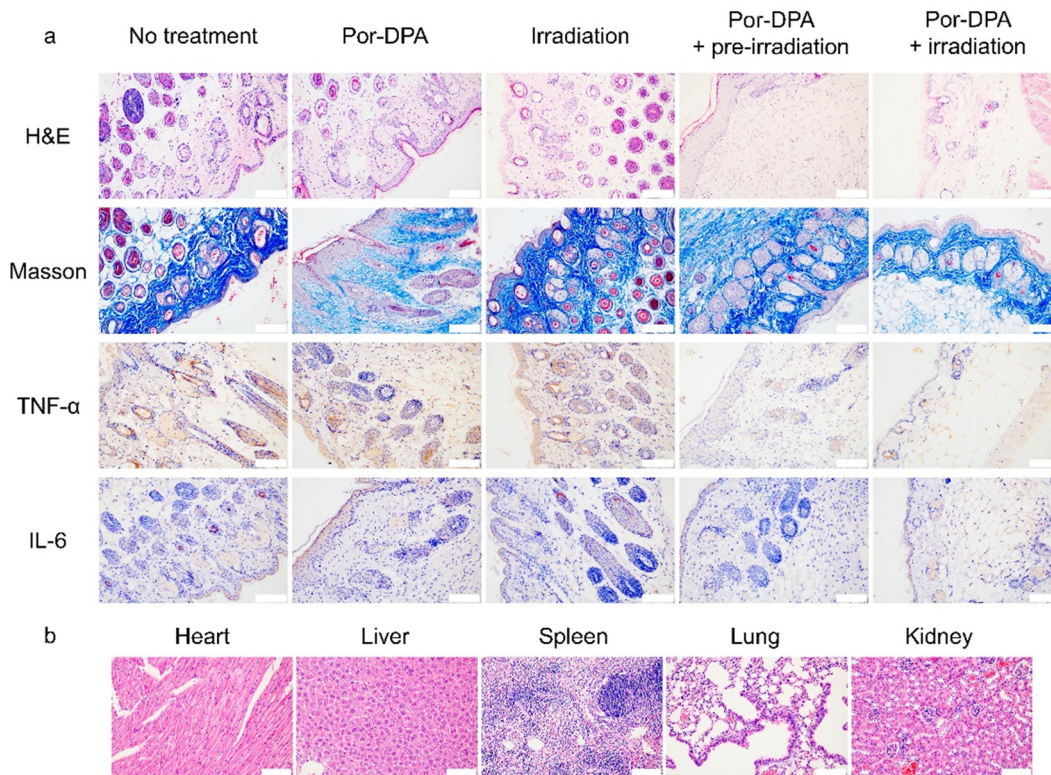 a
No treatment
Por-DPA
Irradiation
Por-DPA
+ pre-irradiation
Por-DPA
+ irradiation
H&E
Masson
TNF-α
IL-6
b
Heart
Liver
Spleen
Lung
Kidney